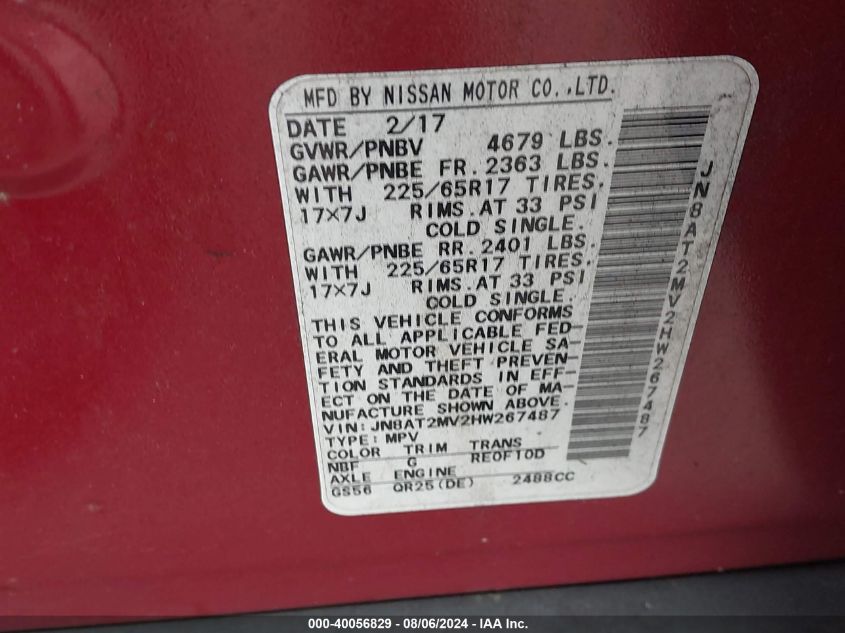 MFD BY NISSAN MOTOR CO.,LTD.
DATE 2/17
GVWR/PNBV 4679 LBS.
GAWR/PNBE FR. 2363 LBS.
WITH 225/65R17 TIRES.
17×7J RIMS.AT 33 PSI
COLD SINGLE.
GAWR/PNBE RR. 2401 LBS.
WITH 225/65R17 TIRES.
17×7J RIMS.AT 33 PSI
COLD SINGLE.
THIS VEHICLE CONFORMS
TO ALL APPLICABLE FED-
ERAL MOTOR VEHICLE SA-
FETY AND THEFT PREVEN-
TION STANDARDS IN EFF-
ECT ON THE DATE OF MA-
NUFACTURE SHOWN ABOVE.
VIN:JN8AT2MV2HW267487
TYPE:MPV
COLOR TRIM TRANS
NBF G RE0F10D
AXLE ENGINE
GS56 QR25(DE) 2488CC
JN8AT2MV2HW267487
000-40056829 - 08/06/2024 - IAA Inc.